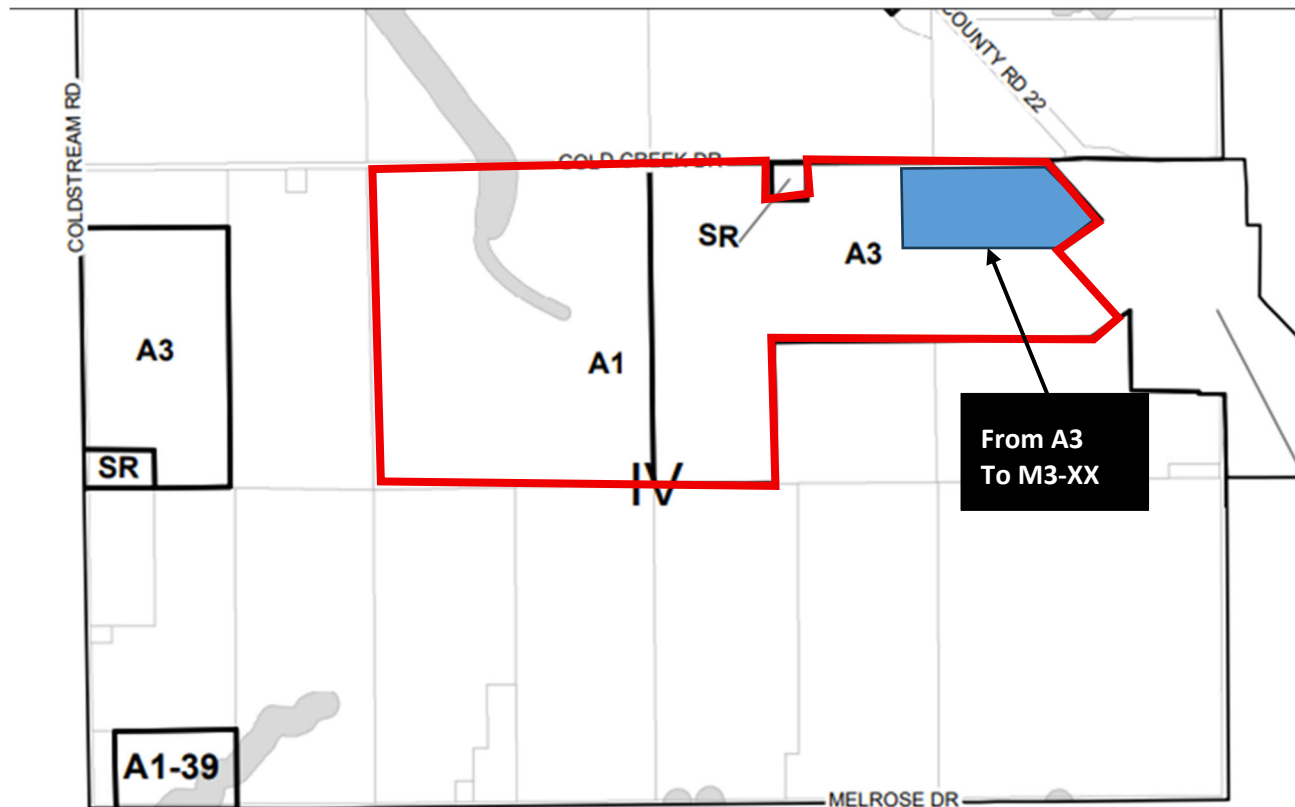 COUNTY RD 22
COLDSTREAM RD
COLD CREEK DR
SR
A3
A3
A1
From A3
To M3-XX
SR
IV
A1-39
MELROSE DR